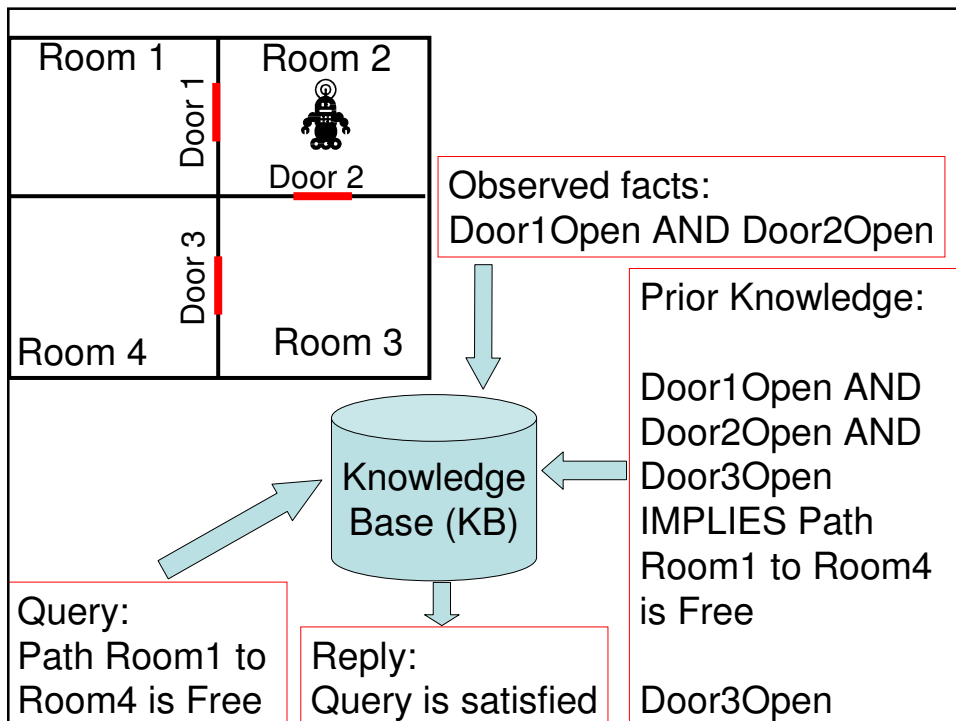 Room 1
Room 2
Door 1
Door 2
Door 3
Room 3
Room 4
Observed facts:
Door1Open AND Door2Open
Prior Knowledge:
Door1Open AND
Door2Open AND
Door3Open
IMPLIES Path
Room1 to Room4
is Free
Door3Open
Knowledge
Base (KB)
Query:
Path Room1 to
Room4 is Free
Reply:
Query is satisfied